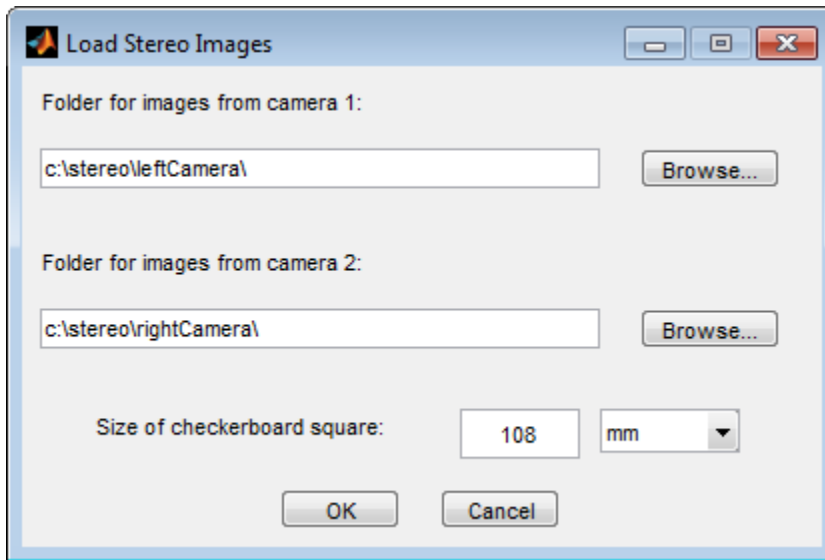 Load Stereo Images
Folder for images from camera 1:
c:\stereo\leftCamera\ Browse...
Folder for images from camera 2:
c:\stereo\rightCamera\ Browse...
Size of checkerboard square: 108 mm
OK Cancel